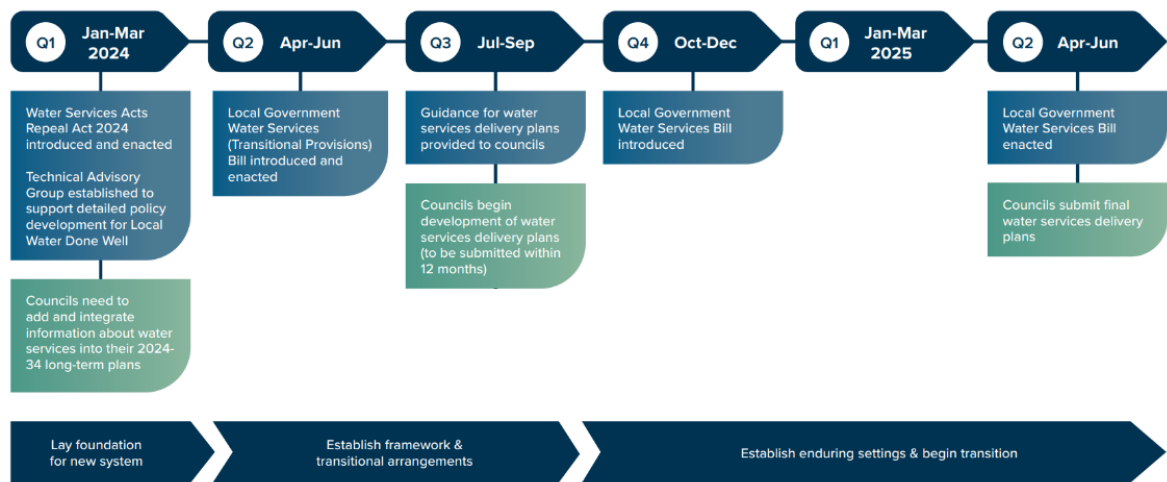 Q1
Jan-Mar
2024
Q2
Apr-Jun
Q3
Jul-Sep
Q4
Oct-Dec
Q1
Jan-Mar
2025
Q2
Apr-Jun
Water Services Acts
Repeal Act 2024
introduced and enacted
Technical Advisory
Group established to
support detailed policy
development for Local
Water Done Well
Councils need to
add and integrate
information about water
services into their 2024-
34 long-term plans
Local Government
Water Services
(Transitional Provisions)
Bill introduced and
enacted
Guidance for water
services delivery plans
provided to councils
Councils begin
development of water
services delivery plans
(to be submitted within
12 months)
Local Government
Water Services Bill
introduced
Local Government
Water Services Bill
enacted
Councils submit final
water services delivery
plans
Lay foundation
for new system
Establish framework &
transitional arrangements
Establish enduring settings & begin transition